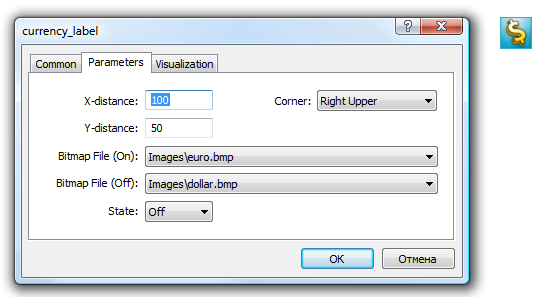 currency_label
Common Parameters Visualization
X-distance: 100 Corner: Right Upper
Y-distance: 50
Bitmap File (On): Images\euro.bmp
Bitmap File (Off): Images\dollar.bmp
State: Off
OK Отмена